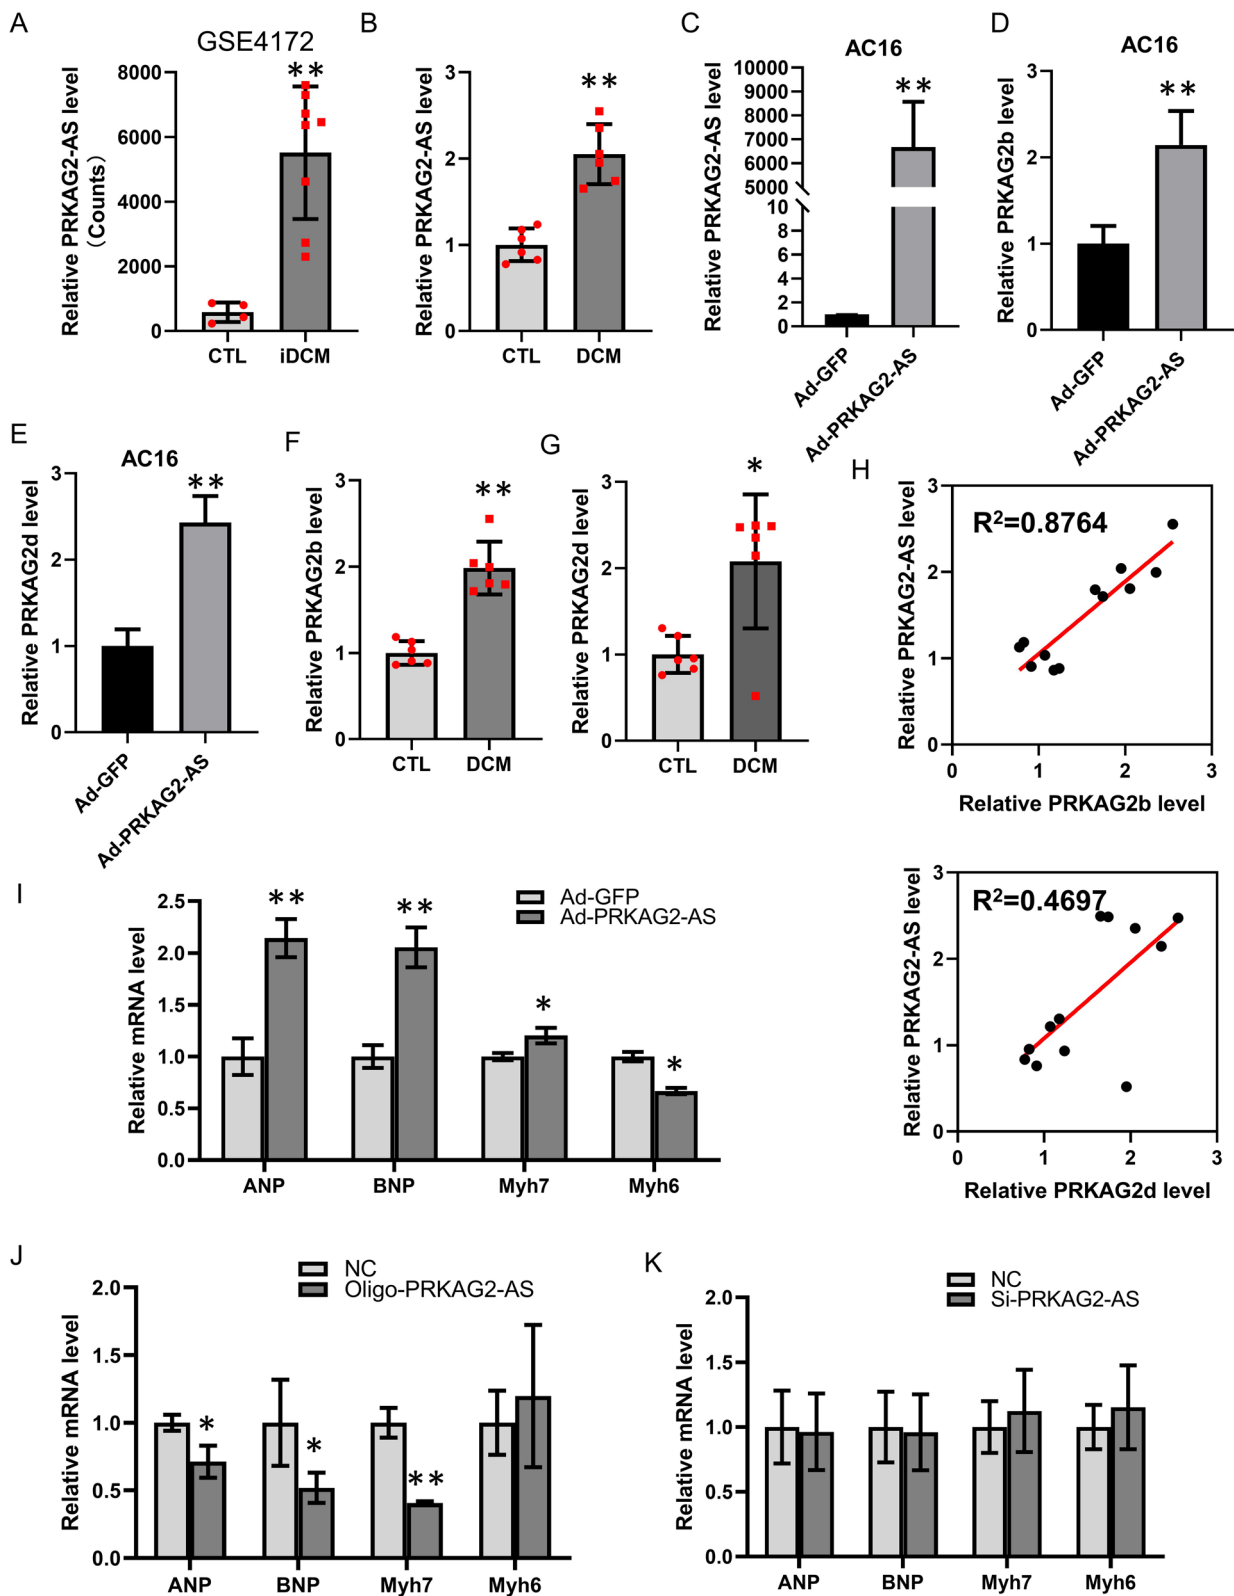 A
GSE4172
Relative PRKAG2-AS level
(Counts)
8000
6000
4000
2000
0
**
CTL
iDCM
B
Relative PRKAG2-AS level
3
2
1
0
**
CTL
DCM
C
AC16
Relative PRKAG2-AS level
10000
9000
8000
7000
6000
5000
10
8
6
4
2
0
**
Ad-GFP
Ad-PRKAG2-AS
D
AC16
Relative PRKAG2b level
3
2
1
0
**
Ad-GFP
Ad-PRKAG2-AS
E
AC16
Relative PRKAG2d level
3
2
1
0
**
Ad-GFP
Ad-PRKAG2-AS
F
Relative PRKAG2b level
3
2
1
0
**
CTL
DCM
G
Relative PRKAG2d level
3
2
1
0
*
CTL
DCM
H
R²=0.8764
Relative PRKAG2-AS level
3
2
1
0
0
1
2
3
Relative PRKAG2b level
R²=0.4697
Relative PRKAG2-AS level
3
2
1
0
0
1
2
3
Relative PRKAG2d level
I
Ad-GFP
Ad-PRKAG2-AS
Relative mRNA level
2.5
2.0
1.5
1.0
0.5
0.0
**
**
*
*
ANP
BNP
Myh7
Myh6
J
NC
Oligo-PRKAG2-AS
Relative mRNA level
2.0
1.5
1.0
0.5
0.0
*
*
**
ANP
BNP
Myh7
Myh6
K
NC
Si-PRKAG2-AS
Relative mRNA level
2.0
1.5
1.0
0.5
0.0
ANP
BNP
Myh7
Myh6